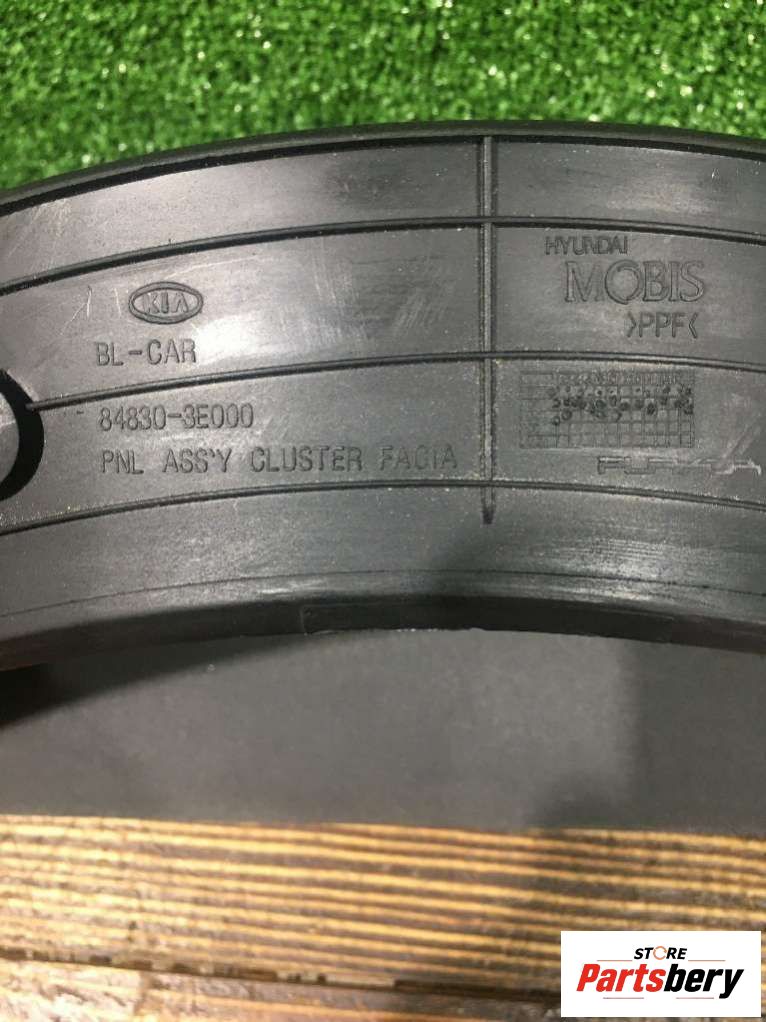 KIA
BL-CAR
84830-3E000
PNL ASS'Y CLUSTER FACIA
HYUNDAI
MOBIS
>PPF<
STORE
Partsbery